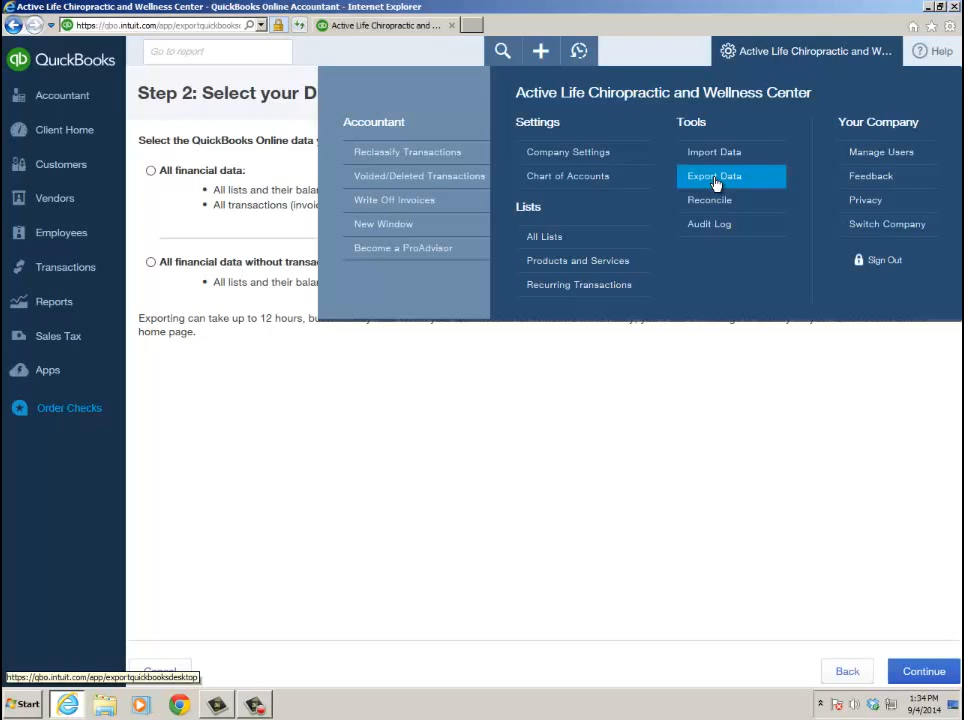 Active Life Chiropractic and Wellness Center - QuickBooks Online Accountant - Internet Explorer
https://qbo.intuit.com/app/exportquickbooks
Active Life Chiropractic and ...
QuickBooks
Go to report
Active Life Chiropractic and W...
Help
Accountant
Client Home
Customers
Vendors
Employees
Transactions
Reports
Sales Tax
Apps
Order Checks
Step 2: Select your D
Select the QuickBooks Online data
All financial data:
All lists and their balan
All transactions (invoic
All financial data without transac
All lists and their balan
Exporting can take up to 12 hours, bu
home page.
Accountant
Reclassify Transactions
Voided/Deleted Transactions
Write Off Invoices
New Window
Become a ProAdvisor
Active Life Chiropractic and Wellness Center
Settings
Company Settings
Chart of Accounts
Lists
All Lists
Products and Services
Recurring Transactions
Tools
Import Data
Export Data
Reconcile
Audit Log
Your Company
Manage Users
Feedback
Privacy
Switch Company
Sign Out
Cancel
Back
Continue
https://qbo.intuit.com/app/exportquickbooksdesktop
Start
1:34 PM
9/4/2014